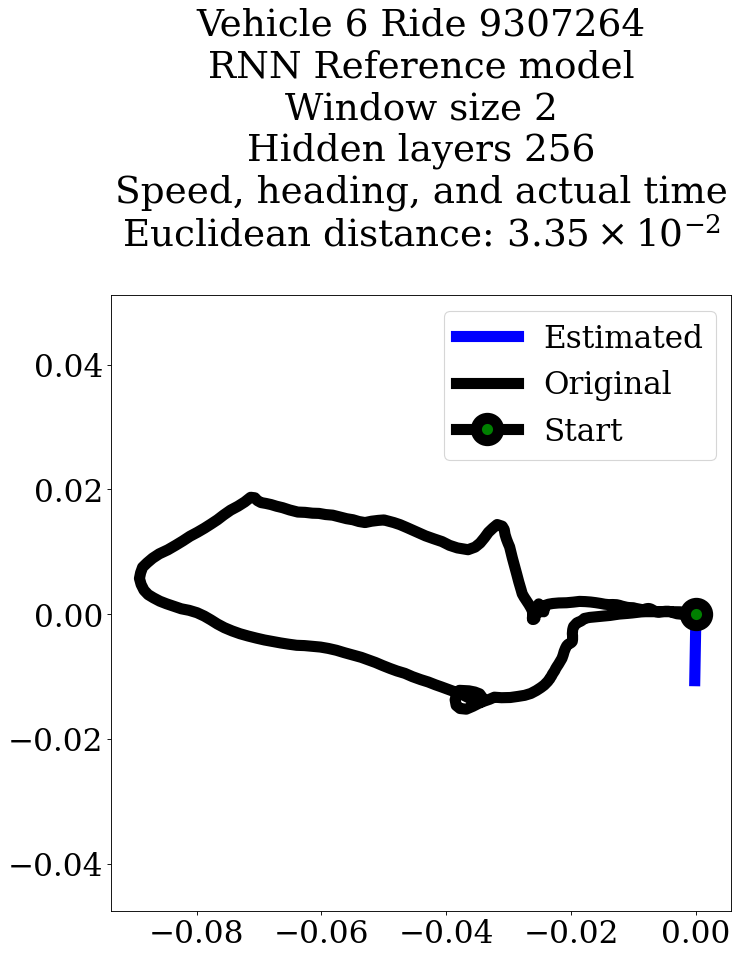 Vehicle 6 Ride 9307264
RNN Reference model
Window size 2
Hidden layers 256
Speed, heading, and actual time
Euclidean distance: 3.35 × 10⁻²
Estimated
Original
Start
0.04
0.02
0.00
−0.02
−0.04
−0.08 −0.06 −0.04 −0.02 0.00